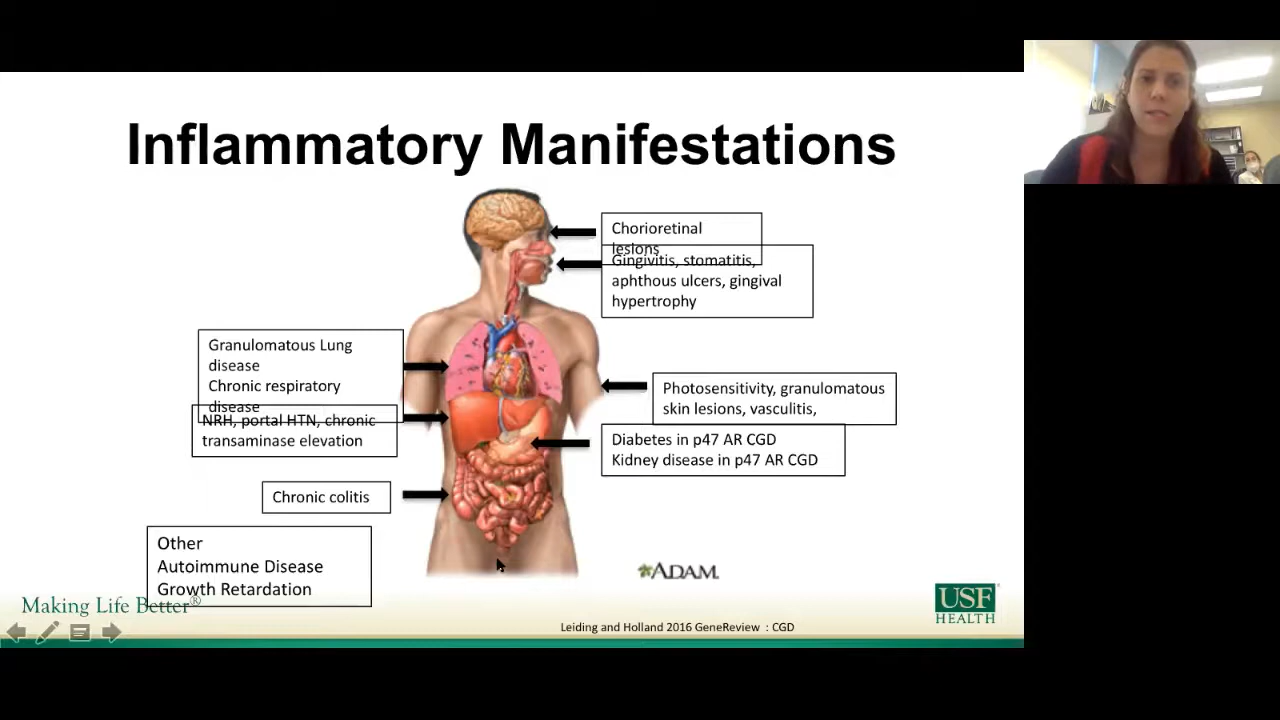 Inflammatory Manifestations
Chorioretinal
lesions
Gingivitis, stomatitis,
aphthous ulcers, gingival
hypertrophy
Granulomatous Lung
disease
Chronic respiratory
disease
NRH, portal HTN, chronic
transaminase elevation
Photosensitivity, granulomatous
skin lesions, vasculitis,
Diabetes in p47 AR CGD
Kidney disease in p47 AR CGD
Chronic colitis
Other
Autoimmune Disease
Growth Retardation
ADAM.
Making Life Better®
USF
HEALTH
Leiding and Holland 2016 GeneReview : CGD